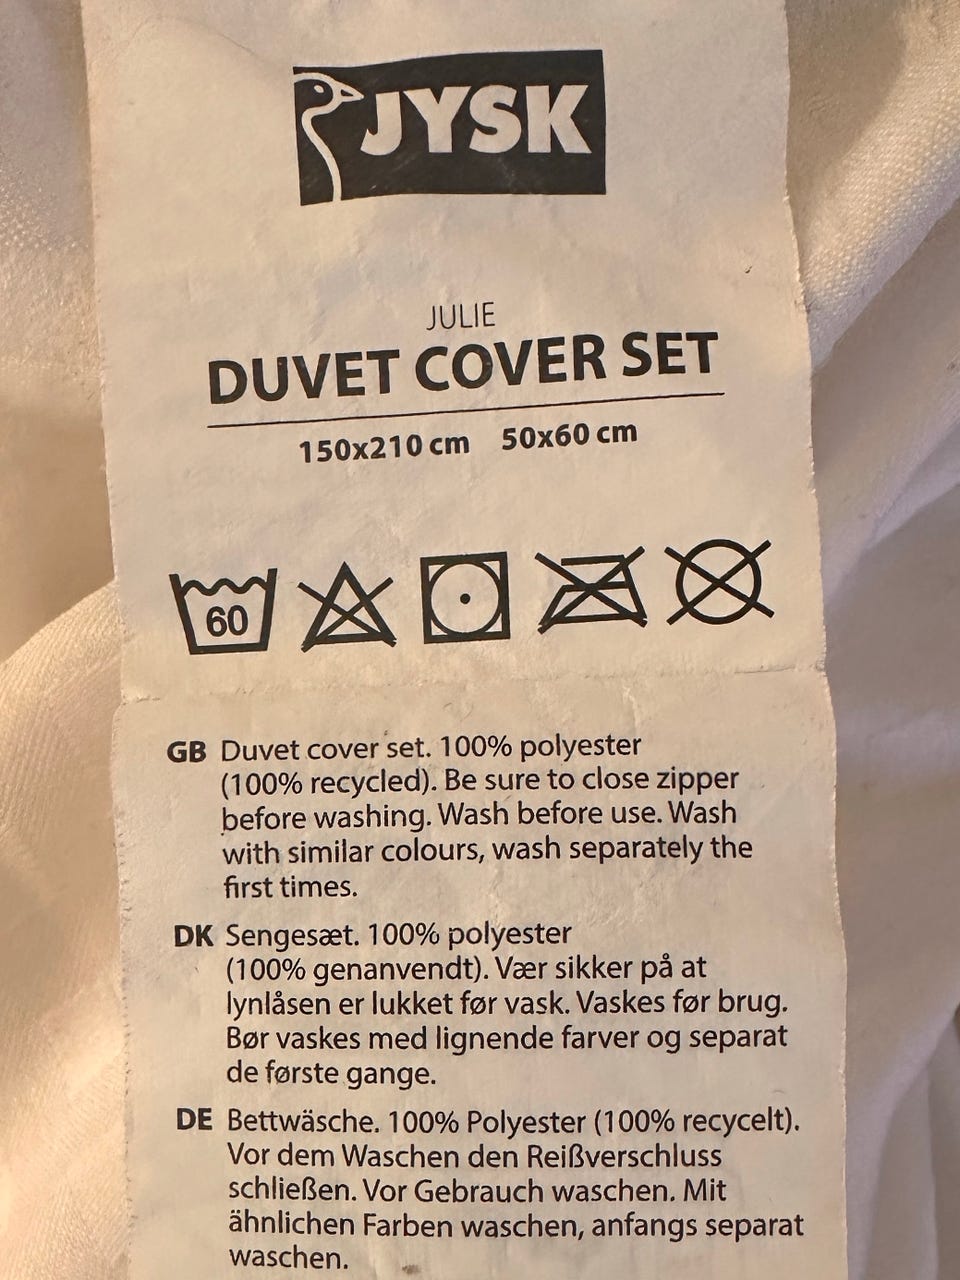 JYSK
JULIE
DUVET COVER SET
150x210 cm 50x60 cm
60
GB Duvet cover set. 100% polyester
(100% recycled). Be sure to close zipper
before washing. Wash before use. Wash
with similar colours, wash separately the
first times.
DK Sengesæt. 100% polyester
(100% genanvendt). Vær sikker på at
lynlåsen er lukket før vask. Vaskes før brug.
Bør vaskes med lignende farver og separat
de første gange.
DE Bettwäsche. 100% Polyester (100% recycelt).
Vor dem Waschen den Reißverschluss
schließen. Vor Gebrauch waschen. Mit
ähnlichen Farben waschen, anfangs separat
waschen.